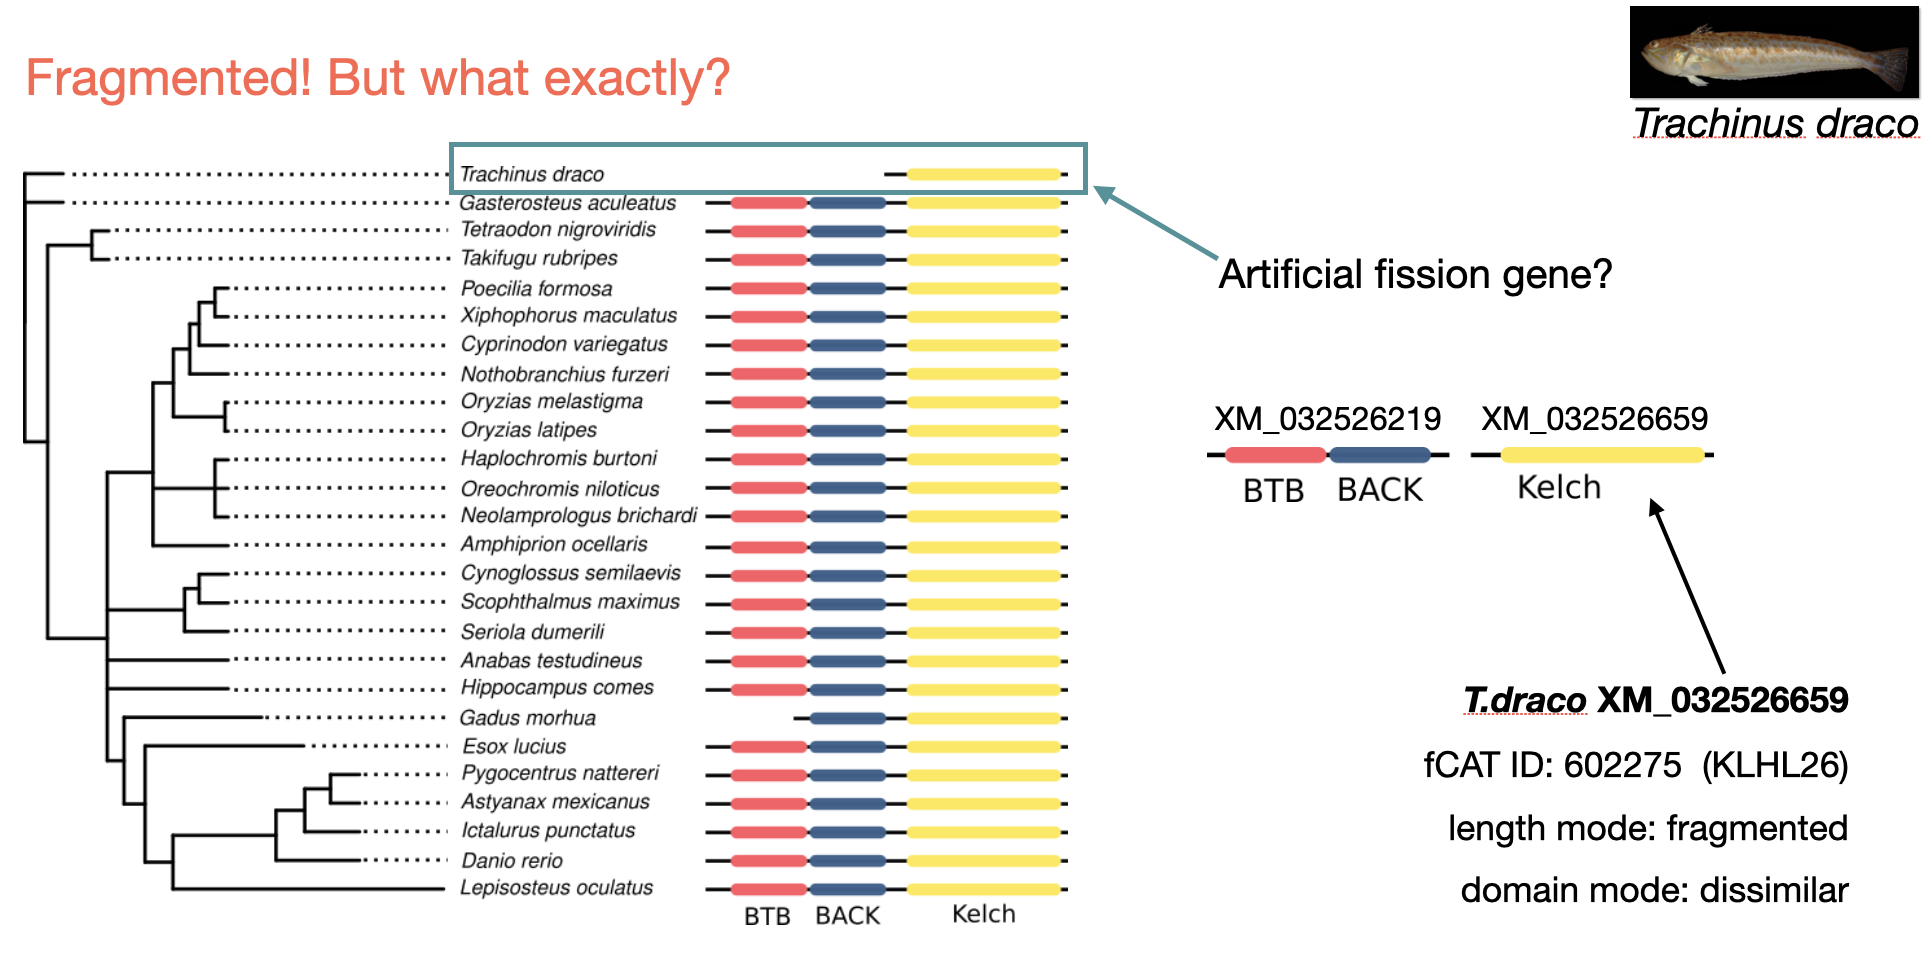 Fragmented! But what exactly?
Trachinus draco
Trachinus draco
Gasterosteus aculeatus
Tetraodon nigroviridis
Takifugu rubripes
Poecilia formosa
Xiphophorus maculatus
Cyprinodon variegatus
Nothobranchius furzeri
Oryzias melastigma
Oryzias latipes
Haplochromis burtoni
Oreochromis niloticus
Neolamprologus brichardi
Amphiprion ocellaris
Cynoglossus semilaevis
Scophthalmus maximus
Seriola dumerili
Anabas testudineus
Hippocampus comes
Gadus morhua
Esox lucius
Pygocentrus nattereri
Astyanax mexicanus
Ictalurus punctatus
Danio rerio
Lepisosteus oculatus
BTB BACK Kelch
Artificial fission gene?
XM_032526219 XM_032526659
BTB BACK Kelch
T.draco XM_032526659
fCAT ID: 602275 (KLHL26)
length mode: fragmented
domain mode: dissimilar